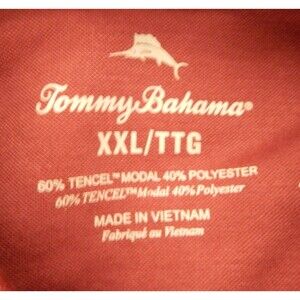 Tommy Bahama®
XXL/TTG
60% TENCEL™ MODAL 40% POLYESTER
60% TENCEL™ Modal 40% Polyester
MADE IN VIETNAM
Fabriqué au Vietnam